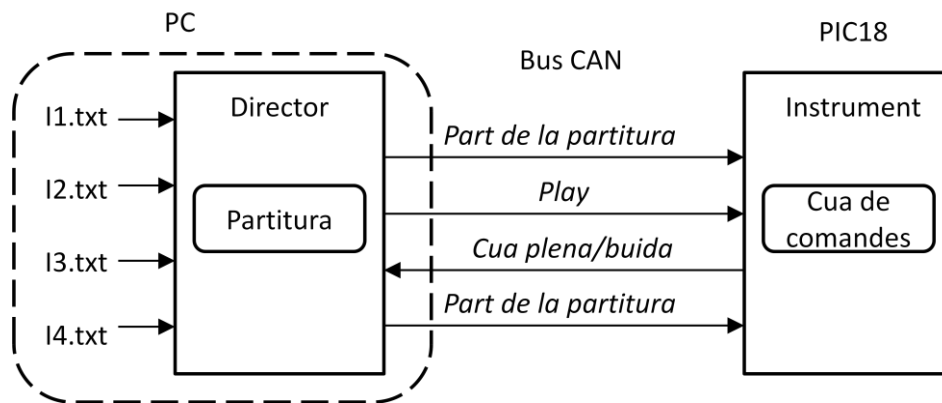 PC
Bus CAN
PIC18
I1.txt
I2.txt
I3.txt
I4.txt
Director
Partitura
Part de la partitura
Play
Cua plena/buida
Part de la partitura
Instrument
Cua de
comandes